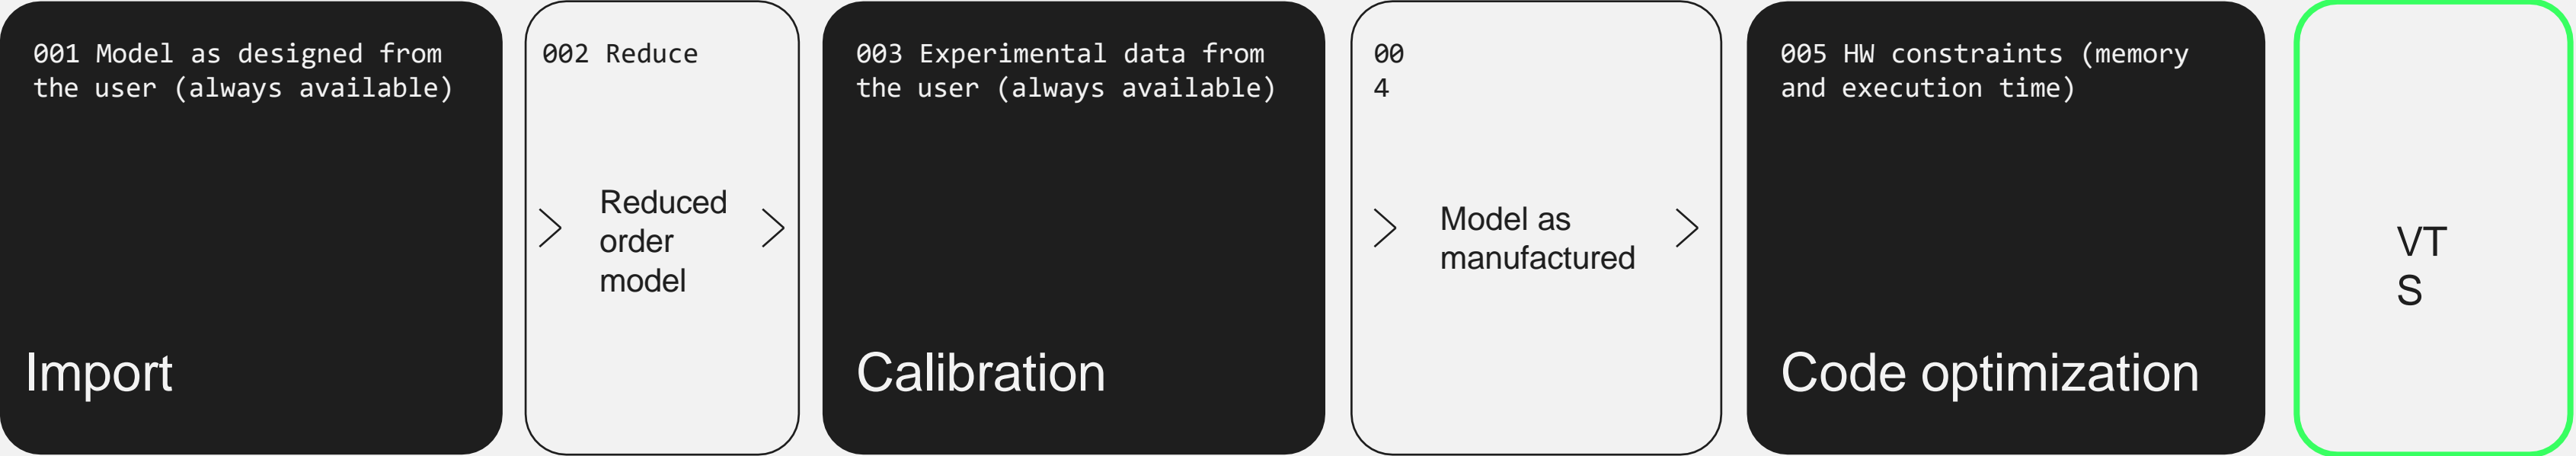 001 Model as designed from
the user (always available)
Import
002 Reduce
Reduced
order
model
003 Experimental data from
the user (always available)
Calibration
00
4
Model as
manufactured
005 HW constraints (memory
and execution time)
Code optimization
VT
S